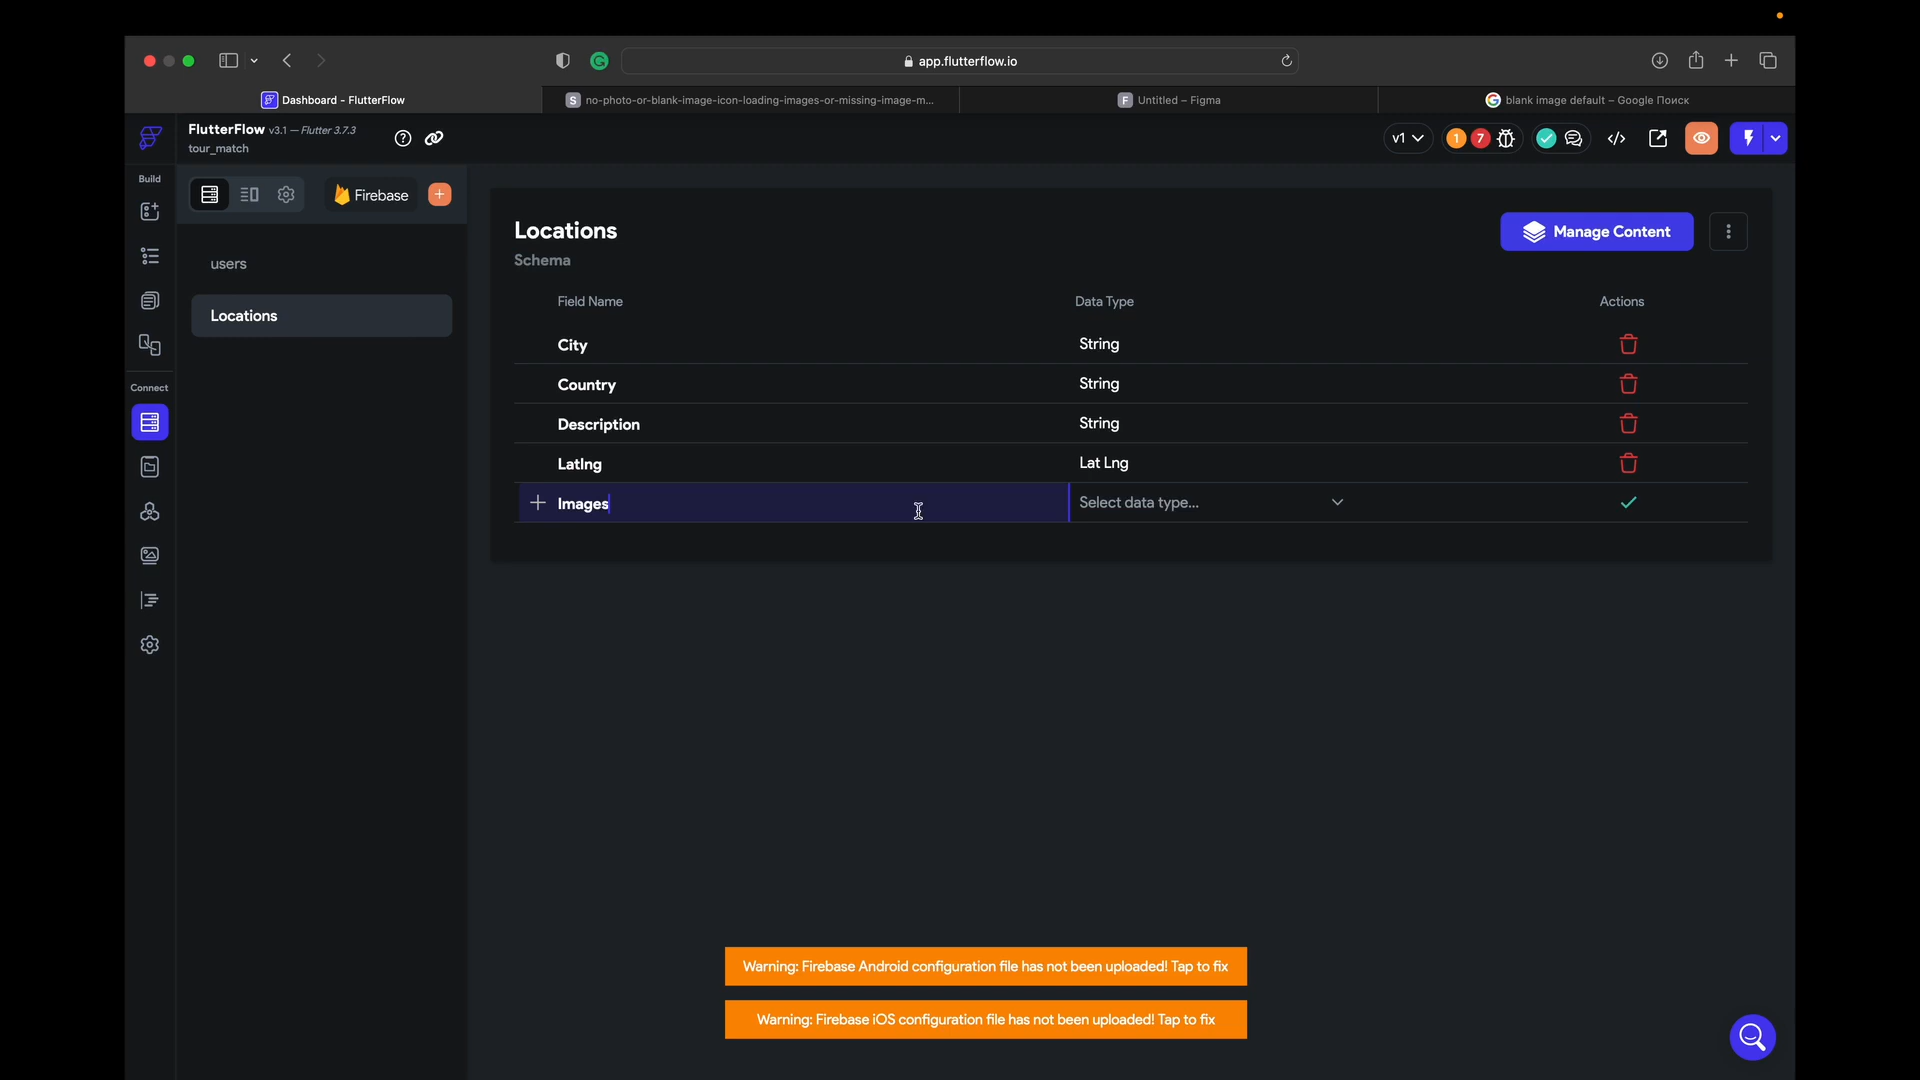 app.flutterflow.io
Dashboard - FlutterFlow
S no-photo-or-blank-image-icon-loading-images-or-missing-image-m...
F Untitled – Figma
blank image default – Google Поиск
FlutterFlow v3.1 — Flutter 3.7.3
tour_match
v1
1 7
Build
Firebase
Connect
users
Locations
Locations
Schema
Manage Content
Field Name Data Type Actions
City String
Country String
Description String
Latlng Lat Lng
Images Select data type...
Warning: Firebase Android configuration file has not been uploaded! Tap to fix
Warning: Firebase iOS configuration file has not been uploaded! Tap to fix